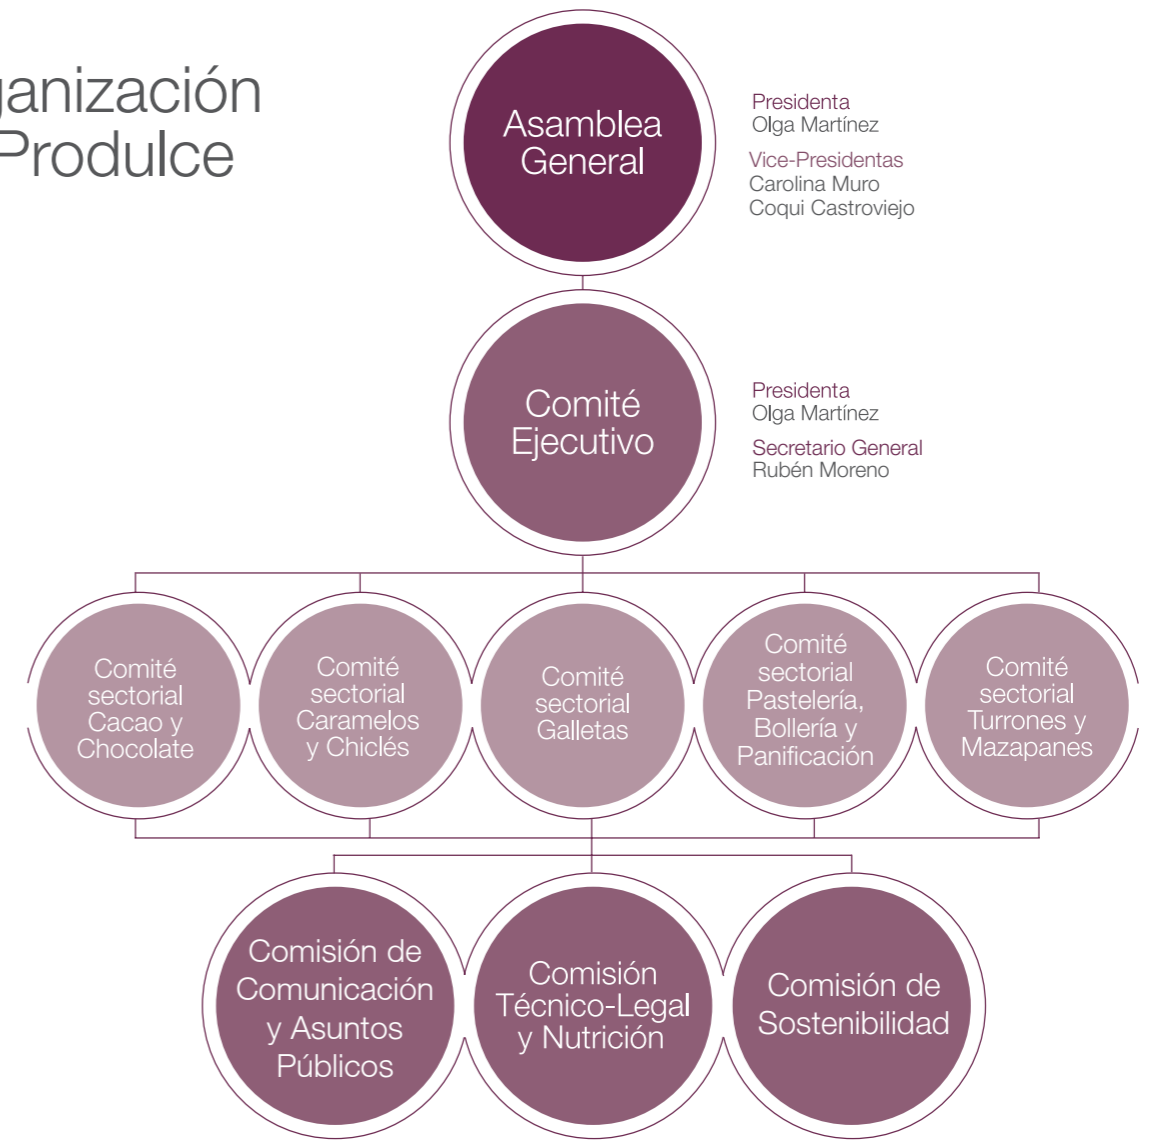 ganización
Produlce
Asamblea
General
Presidenta
Olga Martínez
Vice-Presidentas
Carolina Muro
Coqui Castroviejo
Comité
Ejecutivo
Presidenta
Olga Martínez
Secretario General
Rubén Moreno
Comité
sectorial
Cacao y
Chocolate
Comité
sectorial
Caramelos
y Chiclés
Comité
sectorial
Galletas
Comité
sectorial
Pastelería,
Bollería y
Panificación
Comité
sectorial
Turrones y
Mazapanes
Comisión de
Comunicación
y Asuntos
Públicos
Comisión
Técnico-Legal
y Nutrición
Comisión de
Sostenibilidad